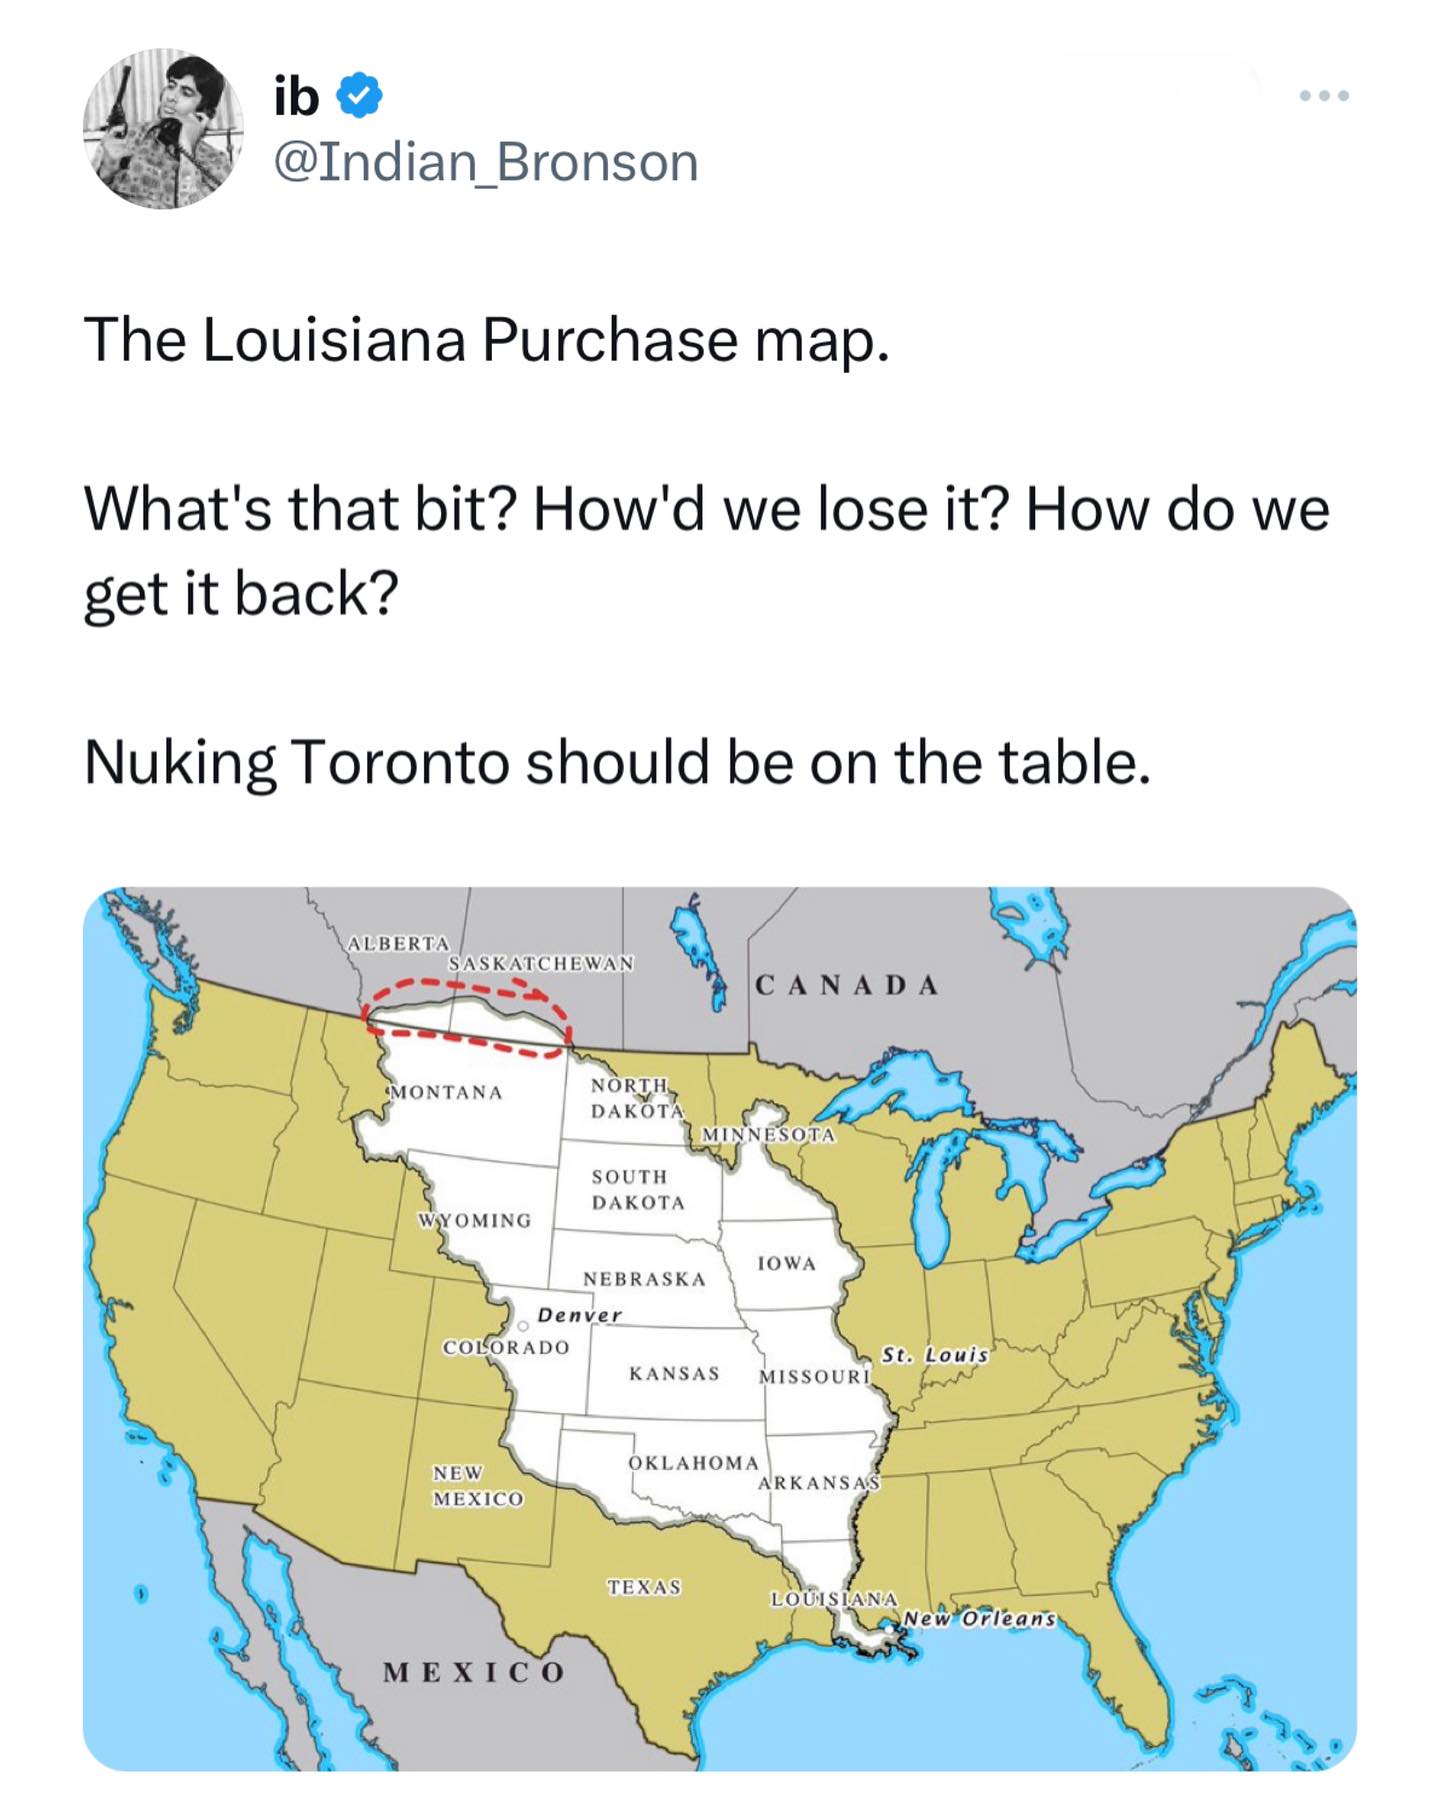 ib
@Indian_Bronson
The Louisiana Purchase map.
What's that bit? How'd we lose it? How do we
get it back?
Nuking Toronto should be on the table.
ALBERTA
SASKATCHEWAN
CANADA
MONTANA
NORTH
DAKOTA
MINNESOTA
SOUTH
DAKOTA
WYOMING
IOWA
NEBRASKA
Denver
COLORADO
St. Louis
KANSAS
MISSOURI
OKLAHOMA
ARKANSAS
NEW
MEXICO
TEXAS
LOUISIANA
New Orleans
MEXICO